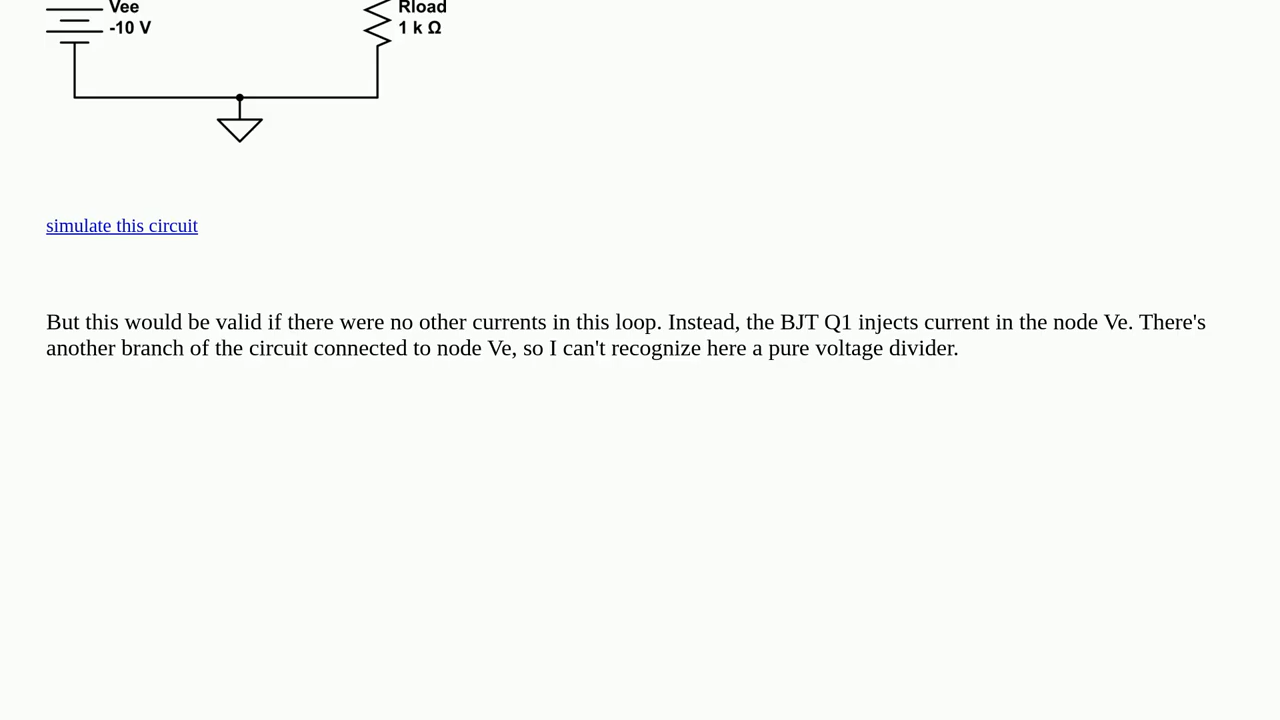 Vee
-10 V
Rload
1 k Ω
simulate this circuit
But this would be valid if there were no other currents in this loop. Instead, the BJT Q1 injects current in the node Ve. There's
another branch of the circuit connected to node Ve, so I can't recognize here a pure voltage divider.